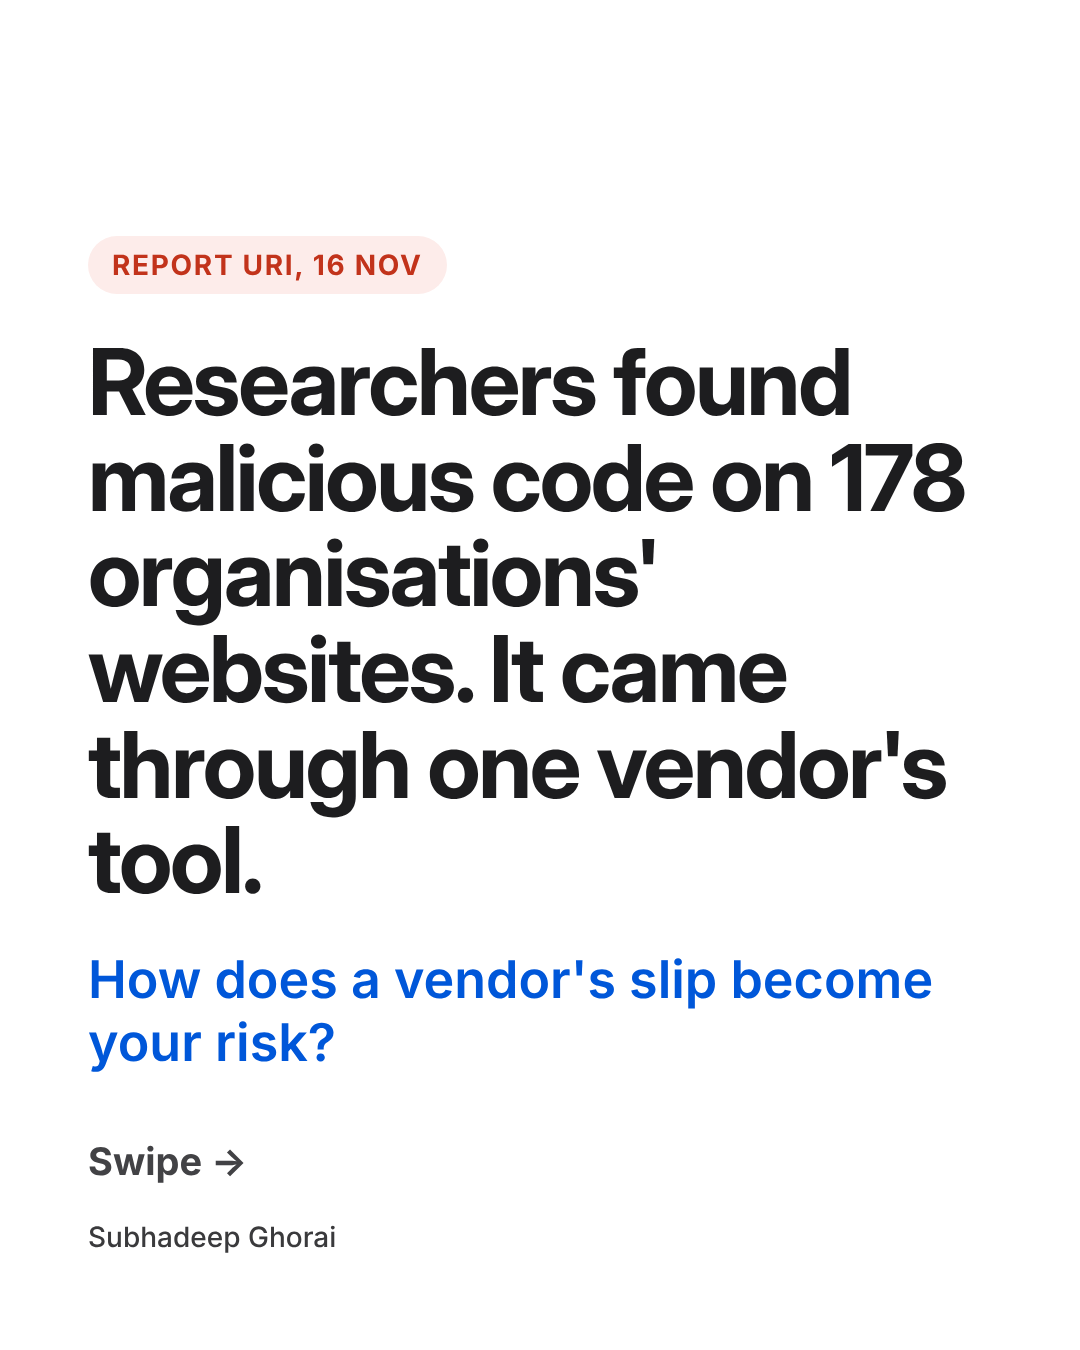 REPORT URI, 16 NOV
Researchers found
malicious code on 178
organisations'
websites. It came
through one vendor's
tool.
How does a vendor's slip become
your risk?
Swipe →
Subhadeep Ghorai